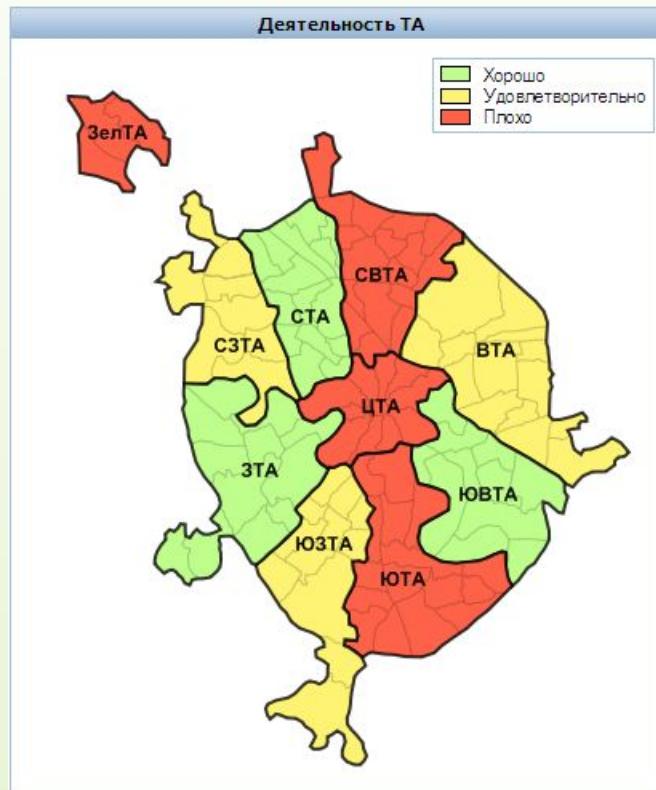 Деятельность ТА
Хорошо
Удовлетворительно
Плохо
ЗелТА
СВТА
СТА
СЗТА
ВТА
ЦТА
ЗТА
ЮВТА
ЮЗТА
ЮТА